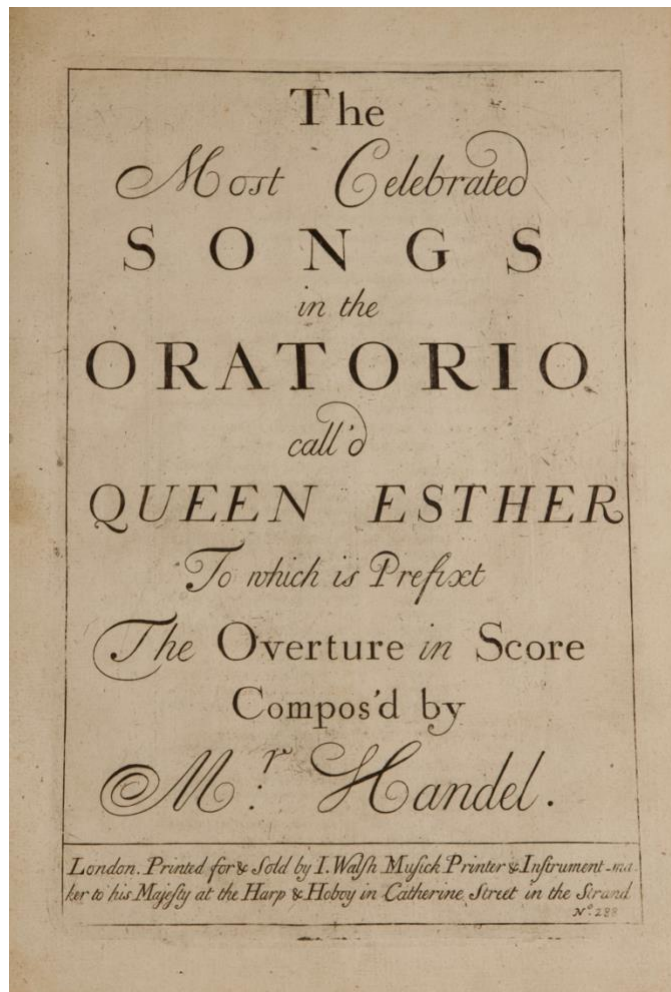 The
Most Celebrated
SONGS
in the
ORATORIO
call'd
QUEEN ESTHER
To which is Prefixt
The Overture in Score
Compos'd by
Mr. Handel.
London. Printed for & Sold by I. Walsh Musick Printer & Instrument-ma-
ker to his Majesty at the Harp & Hoboy in Catherine Street in the Strand
No. 288